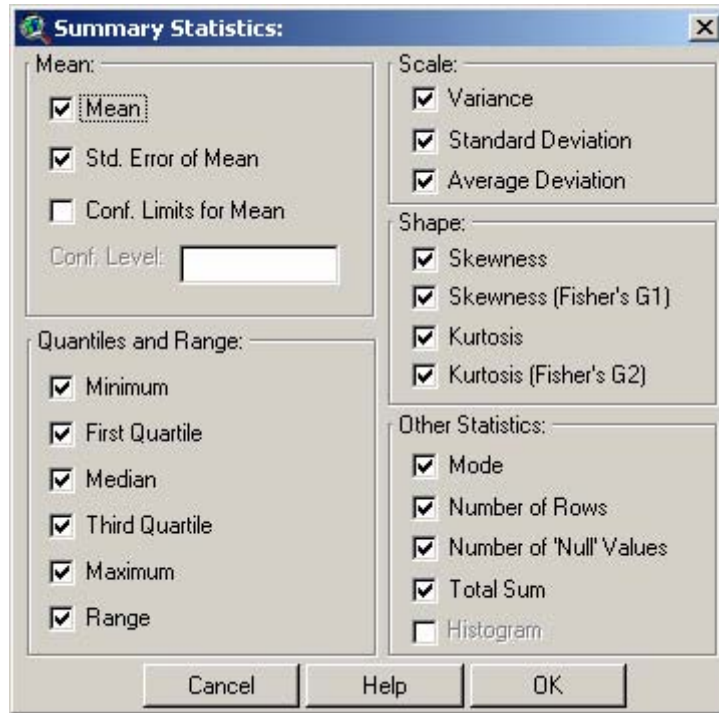 Summary Statistics:
Mean:
Mean
Std. Error of Mean
Conf. Limits for Mean
Conf. Level:
Quantiles and Range:
Minimum
First Quartile
Median
Third Quartile
Maximum
Range
Scale:
Variance
Standard Deviation
Average Deviation
Shape:
Skewness
Skewness (Fisher's G1)
Kurtosis
Kurtosis (Fisher's G2)
Other Statistics:
Mode
Number of Rows
Number of 'Null' Values
Total Sum
Histogram
Cancel
Help
OK